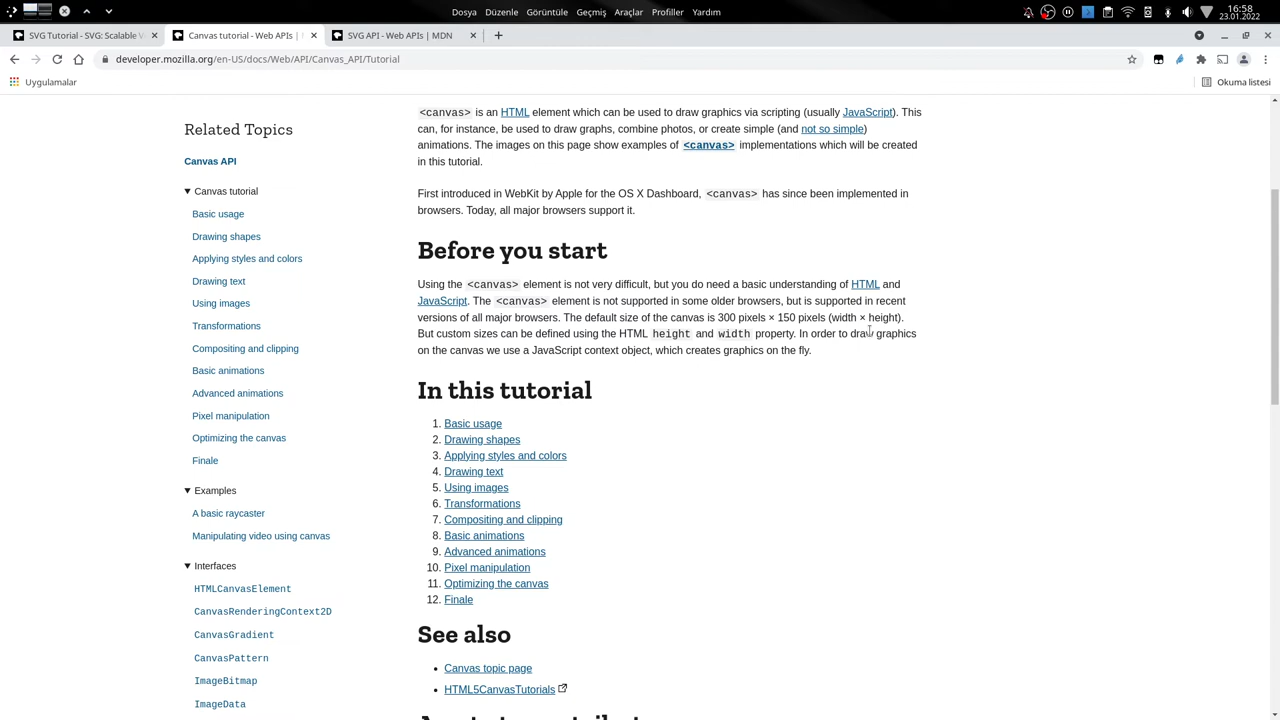 Dosya Düzenle Görüntüle Geçmiş Araçlar Profiller Yardım
16:58
23.01.2022
SVG Tutorial - SVG: Scalable V
Canvas tutorial - Web APIs |
SVG API - Web APIs | MDN
developer.mozilla.org/en-US/docs/Web/API/Canvas_API/Tutorial
Uygulamalar
Okuma listesi
Related Topics
Canvas API
Canvas tutorial
Basic usage
Drawing shapes
Applying styles and colors
Drawing text
Using images
Transformations
Compositing and clipping
Basic animations
Advanced animations
Pixel manipulation
Optimizing the canvas
Finale
Examples
A basic raycaster
Manipulating video using canvas
Interfaces
HTMLCanvasElement
CanvasRenderingContext2D
CanvasGradient
CanvasPattern
ImageBitmap
ImageData
<canvas> is an HTML element which can be used to draw graphics via scripting (usually JavaScript). This
can, for instance, be used to draw graphs, combine photos, or create simple (and not so simple)
animations. The images on this page show examples of <canvas> implementations which will be created
in this tutorial.
First introduced in WebKit by Apple for the OS X Dashboard, <canvas> has since been implemented in
browsers. Today, all major browsers support it.
Before you start
Using the <canvas> element is not very difficult, but you do need a basic understanding of HTML and
JavaScript. The <canvas> element is not supported in some older browsers, but is supported in recent
versions of all major browsers. The default size of the canvas is 300 pixels × 150 pixels (width × height).
But custom sizes can be defined using the HTML height and width property. In order to draw graphics
on the canvas we use a JavaScript context object, which creates graphics on the fly.
In this tutorial
1. Basic usage
2. Drawing shapes
3. Applying styles and colors
4. Drawing text
5. Using images
6. Transformations
7. Compositing and clipping
8. Basic animations
9. Advanced animations
10. Pixel manipulation
11. Optimizing the canvas
12. Finale
See also
Canvas topic page
HTML5CanvasTutorials